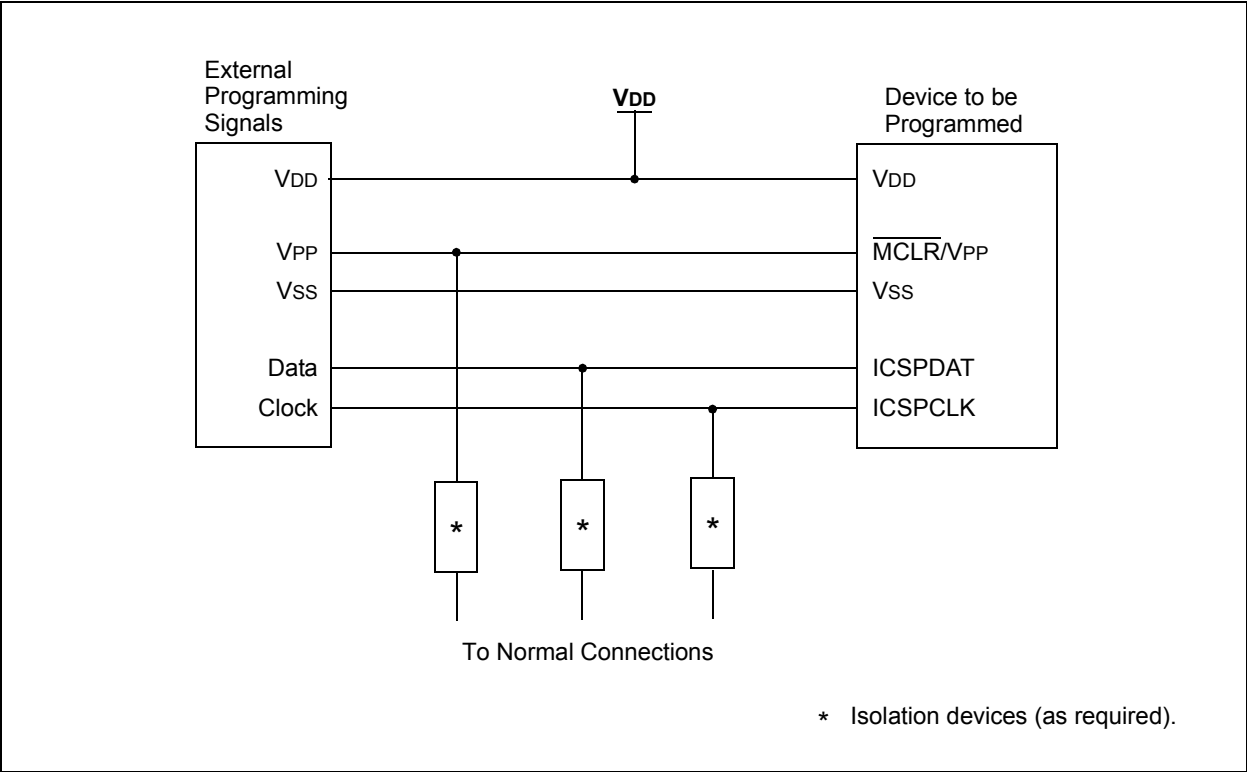 External
Programming
Signals
VDD
Device to be
Programmed
VDD
VDD
VPP
MCLR/VPP
VSS
VSS
Data
ICSPDAT
Clock
ICSPCLK
*
*
*
To Normal Connections
* Isolation devices (as required).